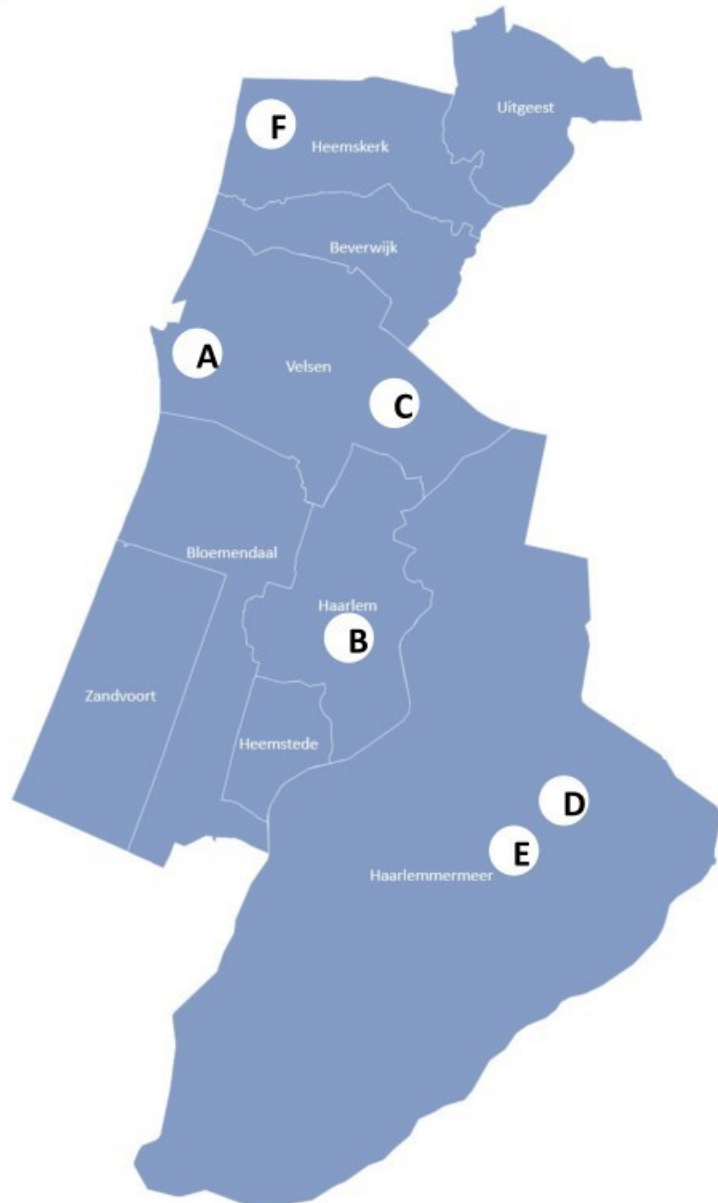 Uitgeest
F
Heemskerk
Beverwijk
A
Velsen
C
Bloemendaal
Haarlem
B
Zandvoort
Heemstede
D
E
Haarlemmermeer